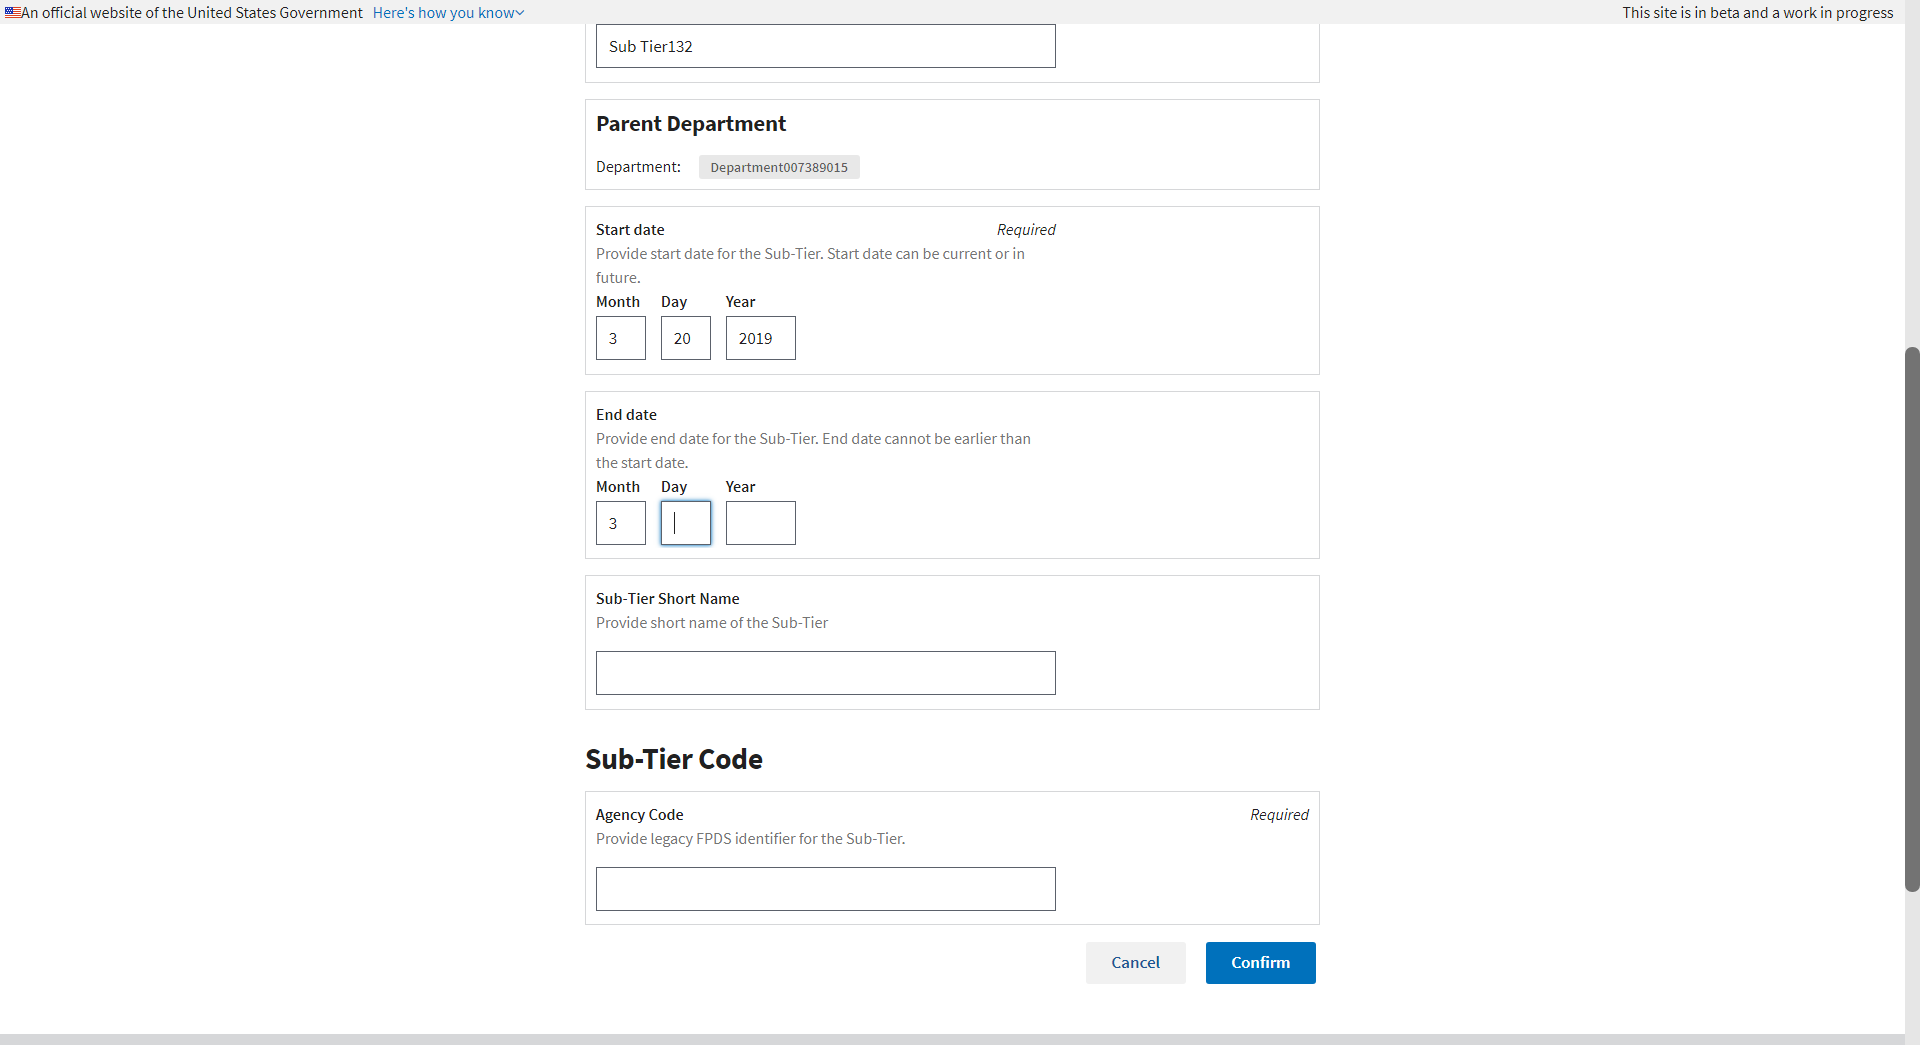 An official website of the United States Government Here's how you know
This site is in beta and a work in progress
Sub Tier132
Parent Department
Department: Department007389015
Start date Required
Provide start date for the Sub-Tier. Start date can be current or in
future.
Month Day Year
3 20 2019
End date
Provide end date for the Sub-Tier. End date cannot be earlier than
the start date.
Month Day Year
3
Sub-Tier Short Name
Provide short name of the Sub-Tier
Sub-Tier Code
Agency Code Required
Provide legacy FPDS identifier for the Sub-Tier.
Cancel Confirm